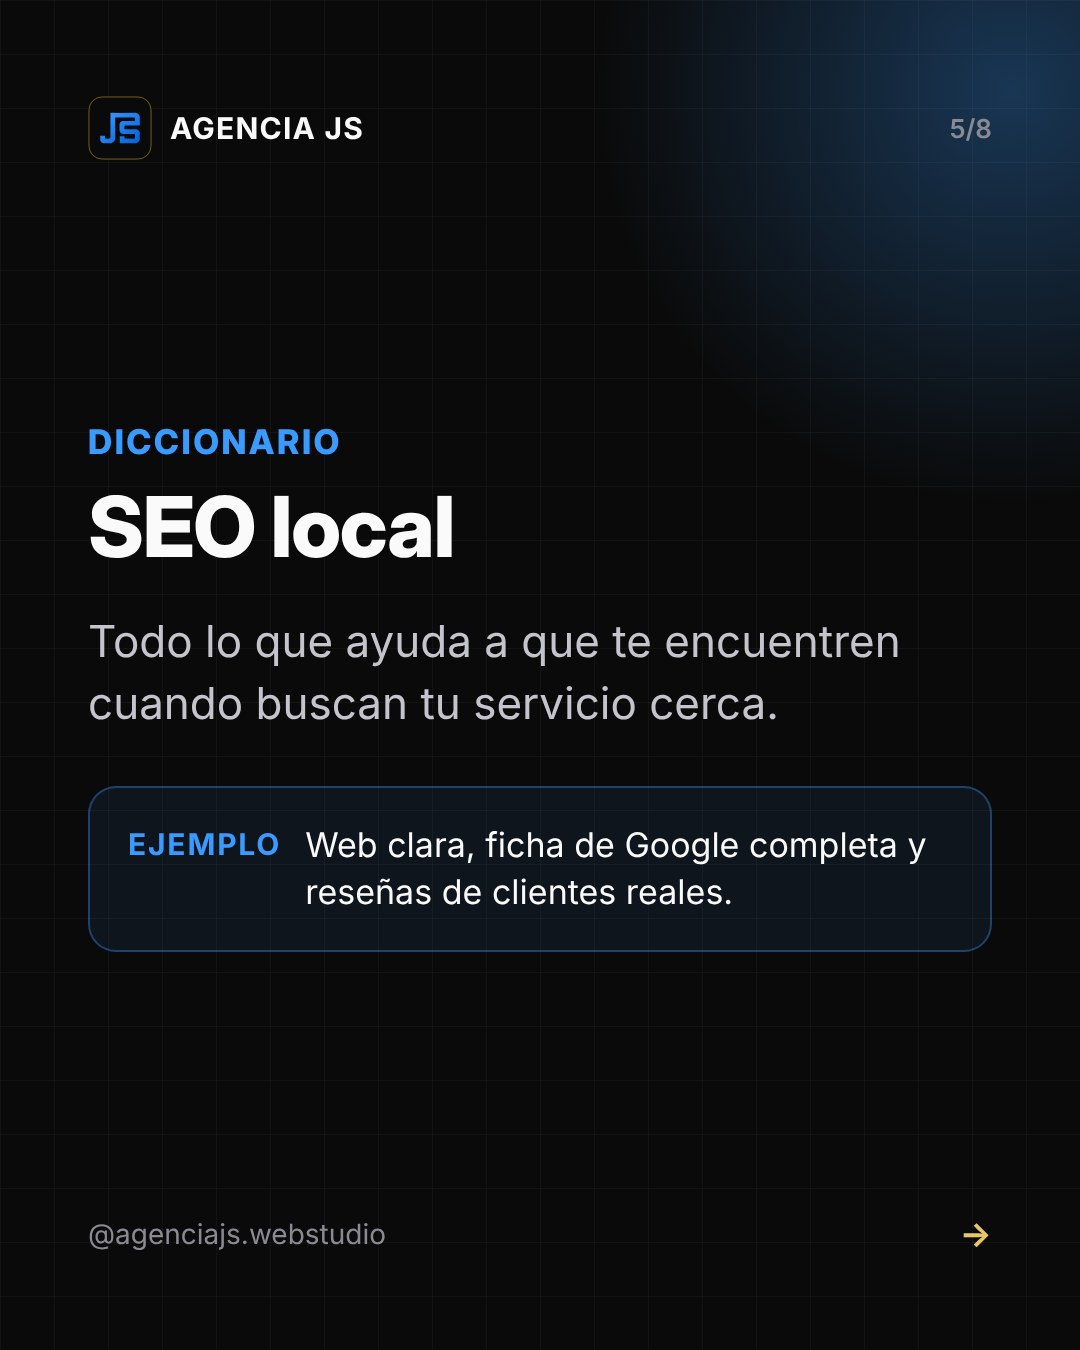 JS AGENCIA JS
5/8
DICCIONARIO
SEO local
Todo lo que ayuda a que te encuentren
cuando buscan tu servicio cerca.
EJEMPLO Web clara, ficha de Google completa y
reseñas de clientes reales.
@agenciajs.webstudio
→